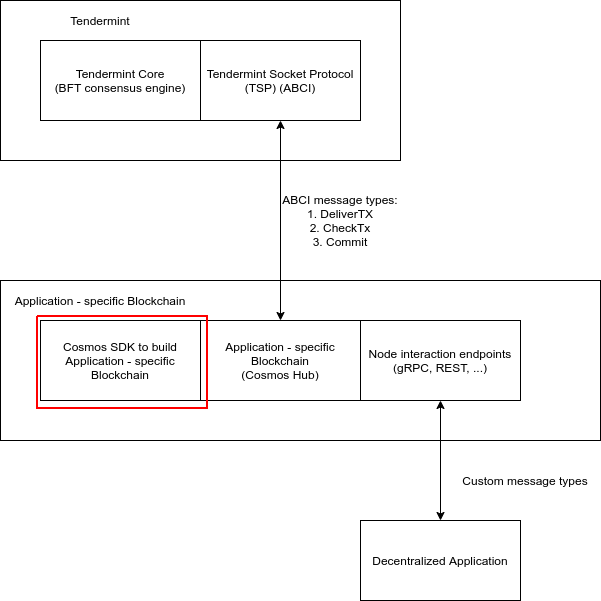 Tendermint
Tendermint Core
(BFT consensus engine)
Tendermint Socket Protocol
(TSP) (ABCI)
ABCI message types:
1. DeliverTX
2. CheckTx
3. Commit
Application - specific Blockchain
Cosmos SDK to build
Application - specific
Blockchain
Application - specific
Blockchain
(Cosmos Hub)
Node interaction endpoints
(gRPC, REST, ...)
Custom message types
Decentralized Application